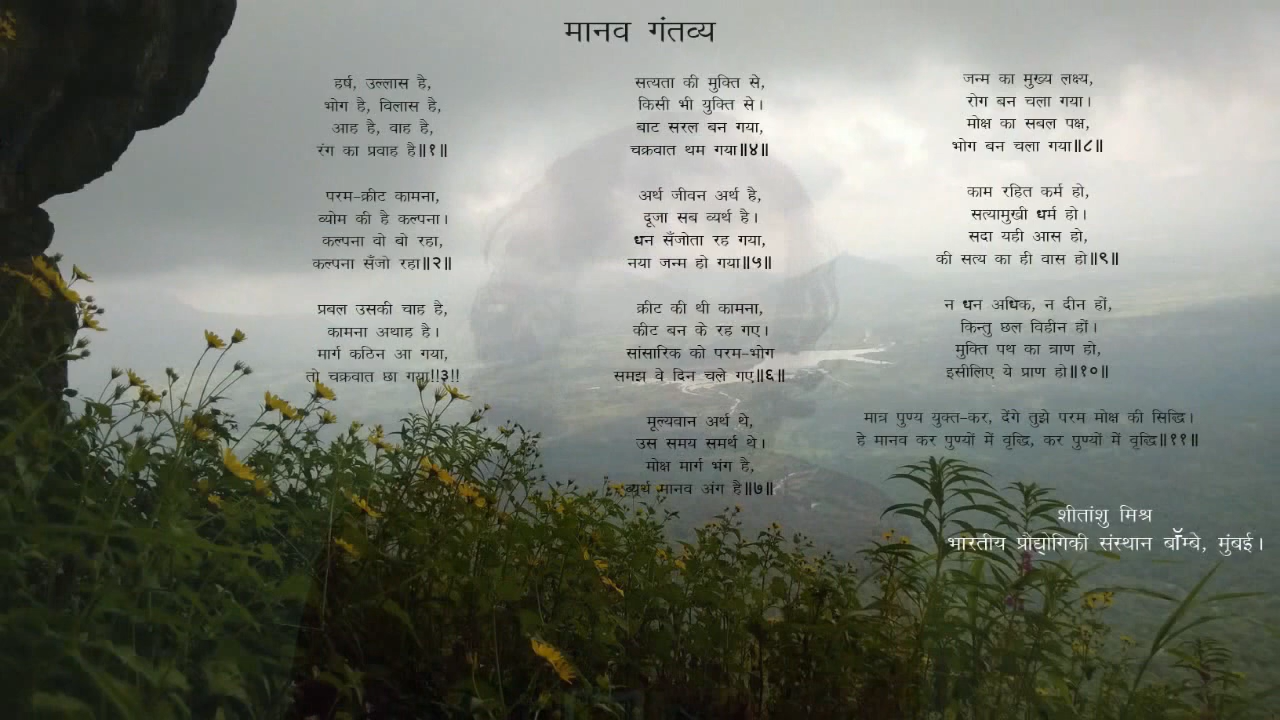 मानव गंतव्य
हर्ष, उल्लास है,
भोग है, विलास है,
आह है, वाह है,
रंग का प्रवाह है॥१॥
परम-क्रीट कामना,
व्योम की है कल्पना।
कल्पना वो बो रहा,
कल्पना सँजो रहा॥२॥
प्रबल उसकी चाह है,
कामना अथाह है।
मार्ग कठिन आ गया,
तो चक्रवात छा गया!!३!!
सत्यता की मुक्ति से,
किसी भी युक्ति से।
बाट सरल बन गया,
चक्रवात थम गया॥४॥
अर्थ जीवन अर्थ है,
दूजा सब व्यर्थ है।
धन सँजोता रह गया,
नया जन्म हो गया॥५॥
क्रीट की थी कामना,
कीट बन के रह गए।
सांसारिक को परम-भोग
समझ वे दिन चले गए॥६॥
मूल्यवान अर्थ थे,
उस समय समर्थ थे।
मोक्ष मार्ग भंग है,
व्यर्थ मानव अंग है॥७॥
जन्म का मुख्य लक्ष्य,
रोग बन चला गया।
मोक्ष का सबल पक्ष,
भोग बन चला गया॥८॥
काम रहित कर्म हो,
सत्यामुखी धर्म हो।
सदा यही आस हो,
की सत्य का ही वास हो॥९॥
न धन अधिक, न दीन हों,
किन्तु छल विहीन हों।
मुक्ति पथ का त्राण हो,
इसीलिए ये प्राण हो॥१०॥
मात्र पुण्य युक्त-कर, देंगे तुझे परम मोक्ष की सिद्धि।
हे मानव कर पुण्यों में वृद्धि, कर पुण्यों में वृद्धि॥११॥
शीतांशु मिश्र
भारतीय प्रोद्योगिकी संस्थान बॉम्बे, मुंबई।